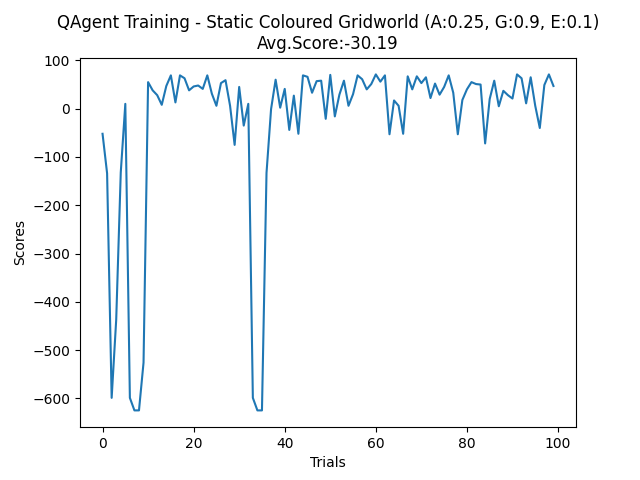 QAgent Training - Static Coloured Gridworld (A:0.25, G:0.9, E:0.1)
Avg.Score:-30.19
100
0
−100
−200
−300
−400
−500
−600
Scores
0 20 40 60 80 100
Trials